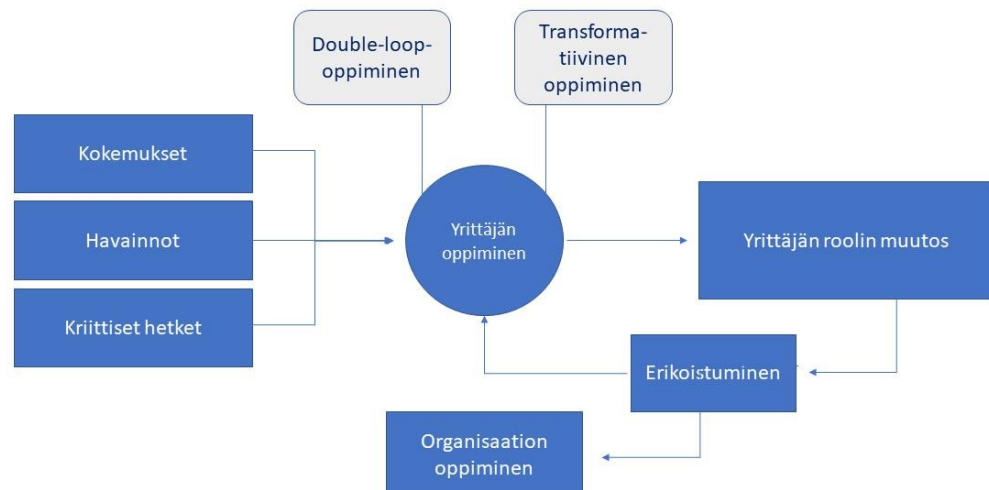 Double-loop-
oppiminen
Transforma-
tiivinen
oppiminen
Kokemukset
Havainnot
Kriittiset hetket
Yrittäjän
oppiminen
Yrittäjän roolin muutos
Erikoistuminen
Organisaation
oppiminen